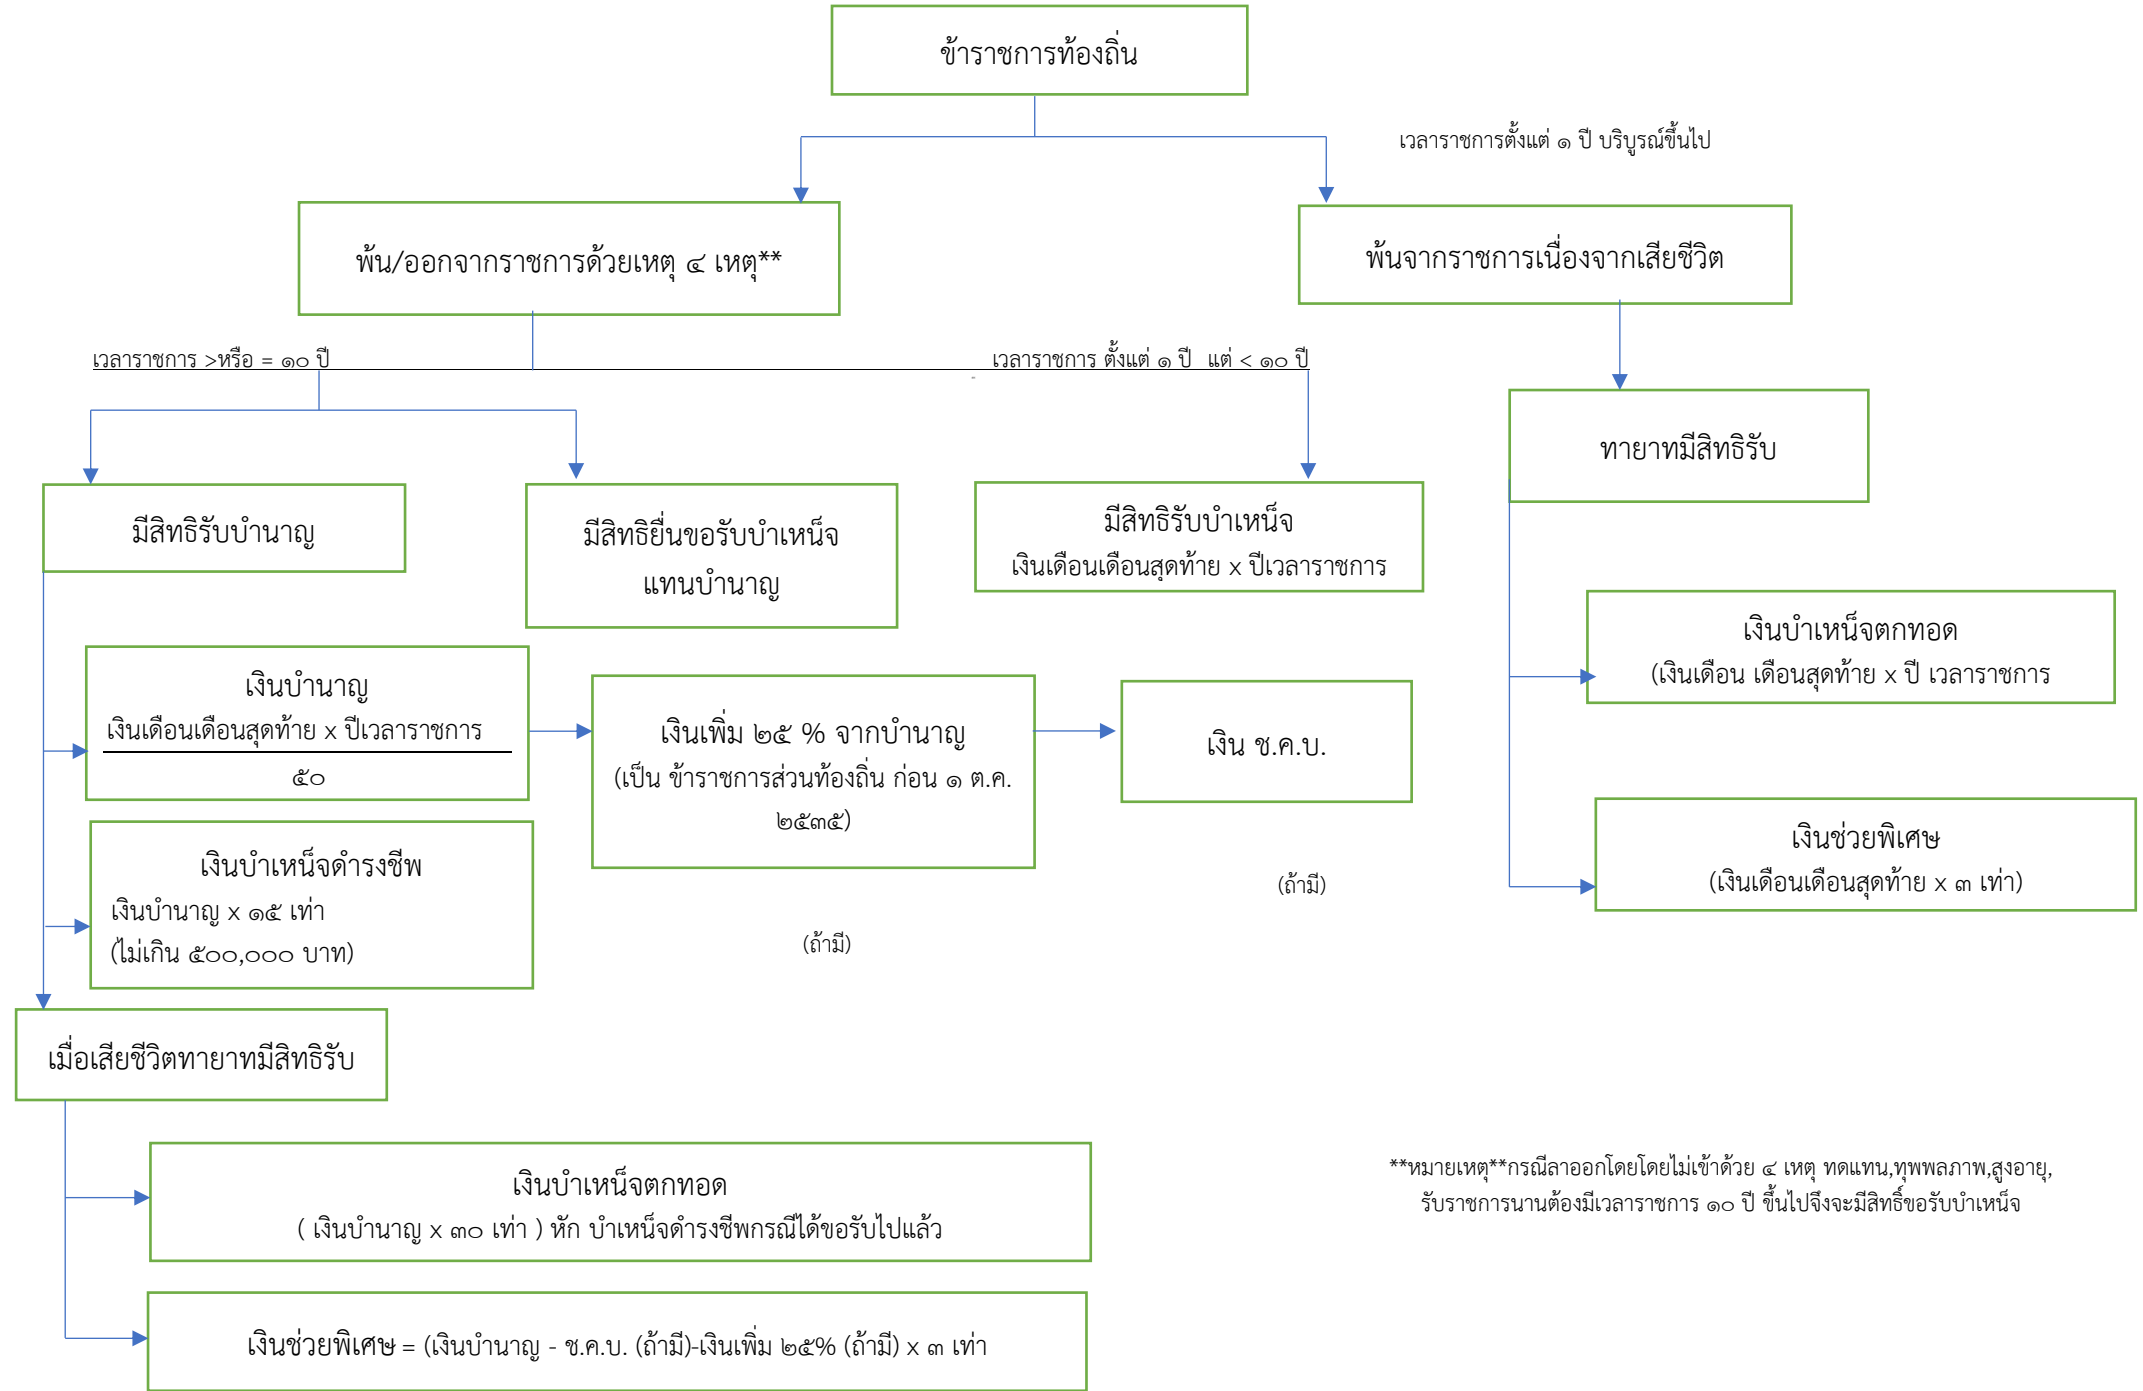 ข้าราชการท้องถิ่น
เวลาราชการตั้งแต่ ๑ ปี บริบูรณ์ขึ้นไป
พ้น/ออกจากราชการด้วยเหตุ ๔ เหตุ**
พ้นจากราชการเนื่องจากเสียชีวิต
เวลาราชการ >หรือ = ๑๐ ปี
เวลาราชการ ตั้งแต่ ๑ ปี แต่ < ๑๐ ปี
ทายาทมีสิทธิรับ
มีสิทธิรับบำนาญ
มีสิทธิยื่นขอรับบำเหน็จ
แทนบำนาญ
มีสิทธิรับบำเหน็จ
เงินเดือนเดือนสุดท้าย x ปีเวลาราชการ
เงินบำเหน็จตกทอด
(เงินเดือน เดือนสุดท้าย x ปี เวลาราชการ
เงินบำนาญ
เงินเดือนเดือนสุดท้าย x ปีเวลาราชการ
๕๐
เงินเพิ่ม ๒๕ % จากบำนาญ
(เป็น ข้าราชการส่วนท้องถิ่น ก่อน ๑ ต.ค.
๒๕๓๕)
เงิน ช.ค.บ.
เงินช่วยพิเศษ
(เงินเดือนเดือนสุดท้าย x ๓ เท่า)
เงินบำเหน็จดำรงชีพ
เงินบำนาญ x ๑๕ เท่า
(ไม่เกิน ๕๐๐,๐๐๐ บาท)
(ถ้ามี)
(ถ้ามี)
เมื่อเสียชีวิตทายาทมีสิทธิรับ
เงินบำเหน็จตกทอด
( เงินบำนาญ x ๓๐ เท่า ) หัก บำเหน็จดำรงชีพกรณีได้ขอรับไปแล้ว
**หมายเหตุ**กรณีลาออกโดยโดยไม่เข้าด้วย ๔ เหตุ ทดแทน,ทุพพลภาพ,สูงอายุ,
รับราชการนานต้องมีเวลาราชการ ๑๐ ปี ขึ้นไปจึงจะมีสิทธิ์ขอรับบำเหน็จ
เงินช่วยพิเศษ = (เงินบำนาญ - ช.ค.บ. (ถ้ามี)-เงินเพิ่ม ๒๕% (ถ้ามี) x ๓ เท่า